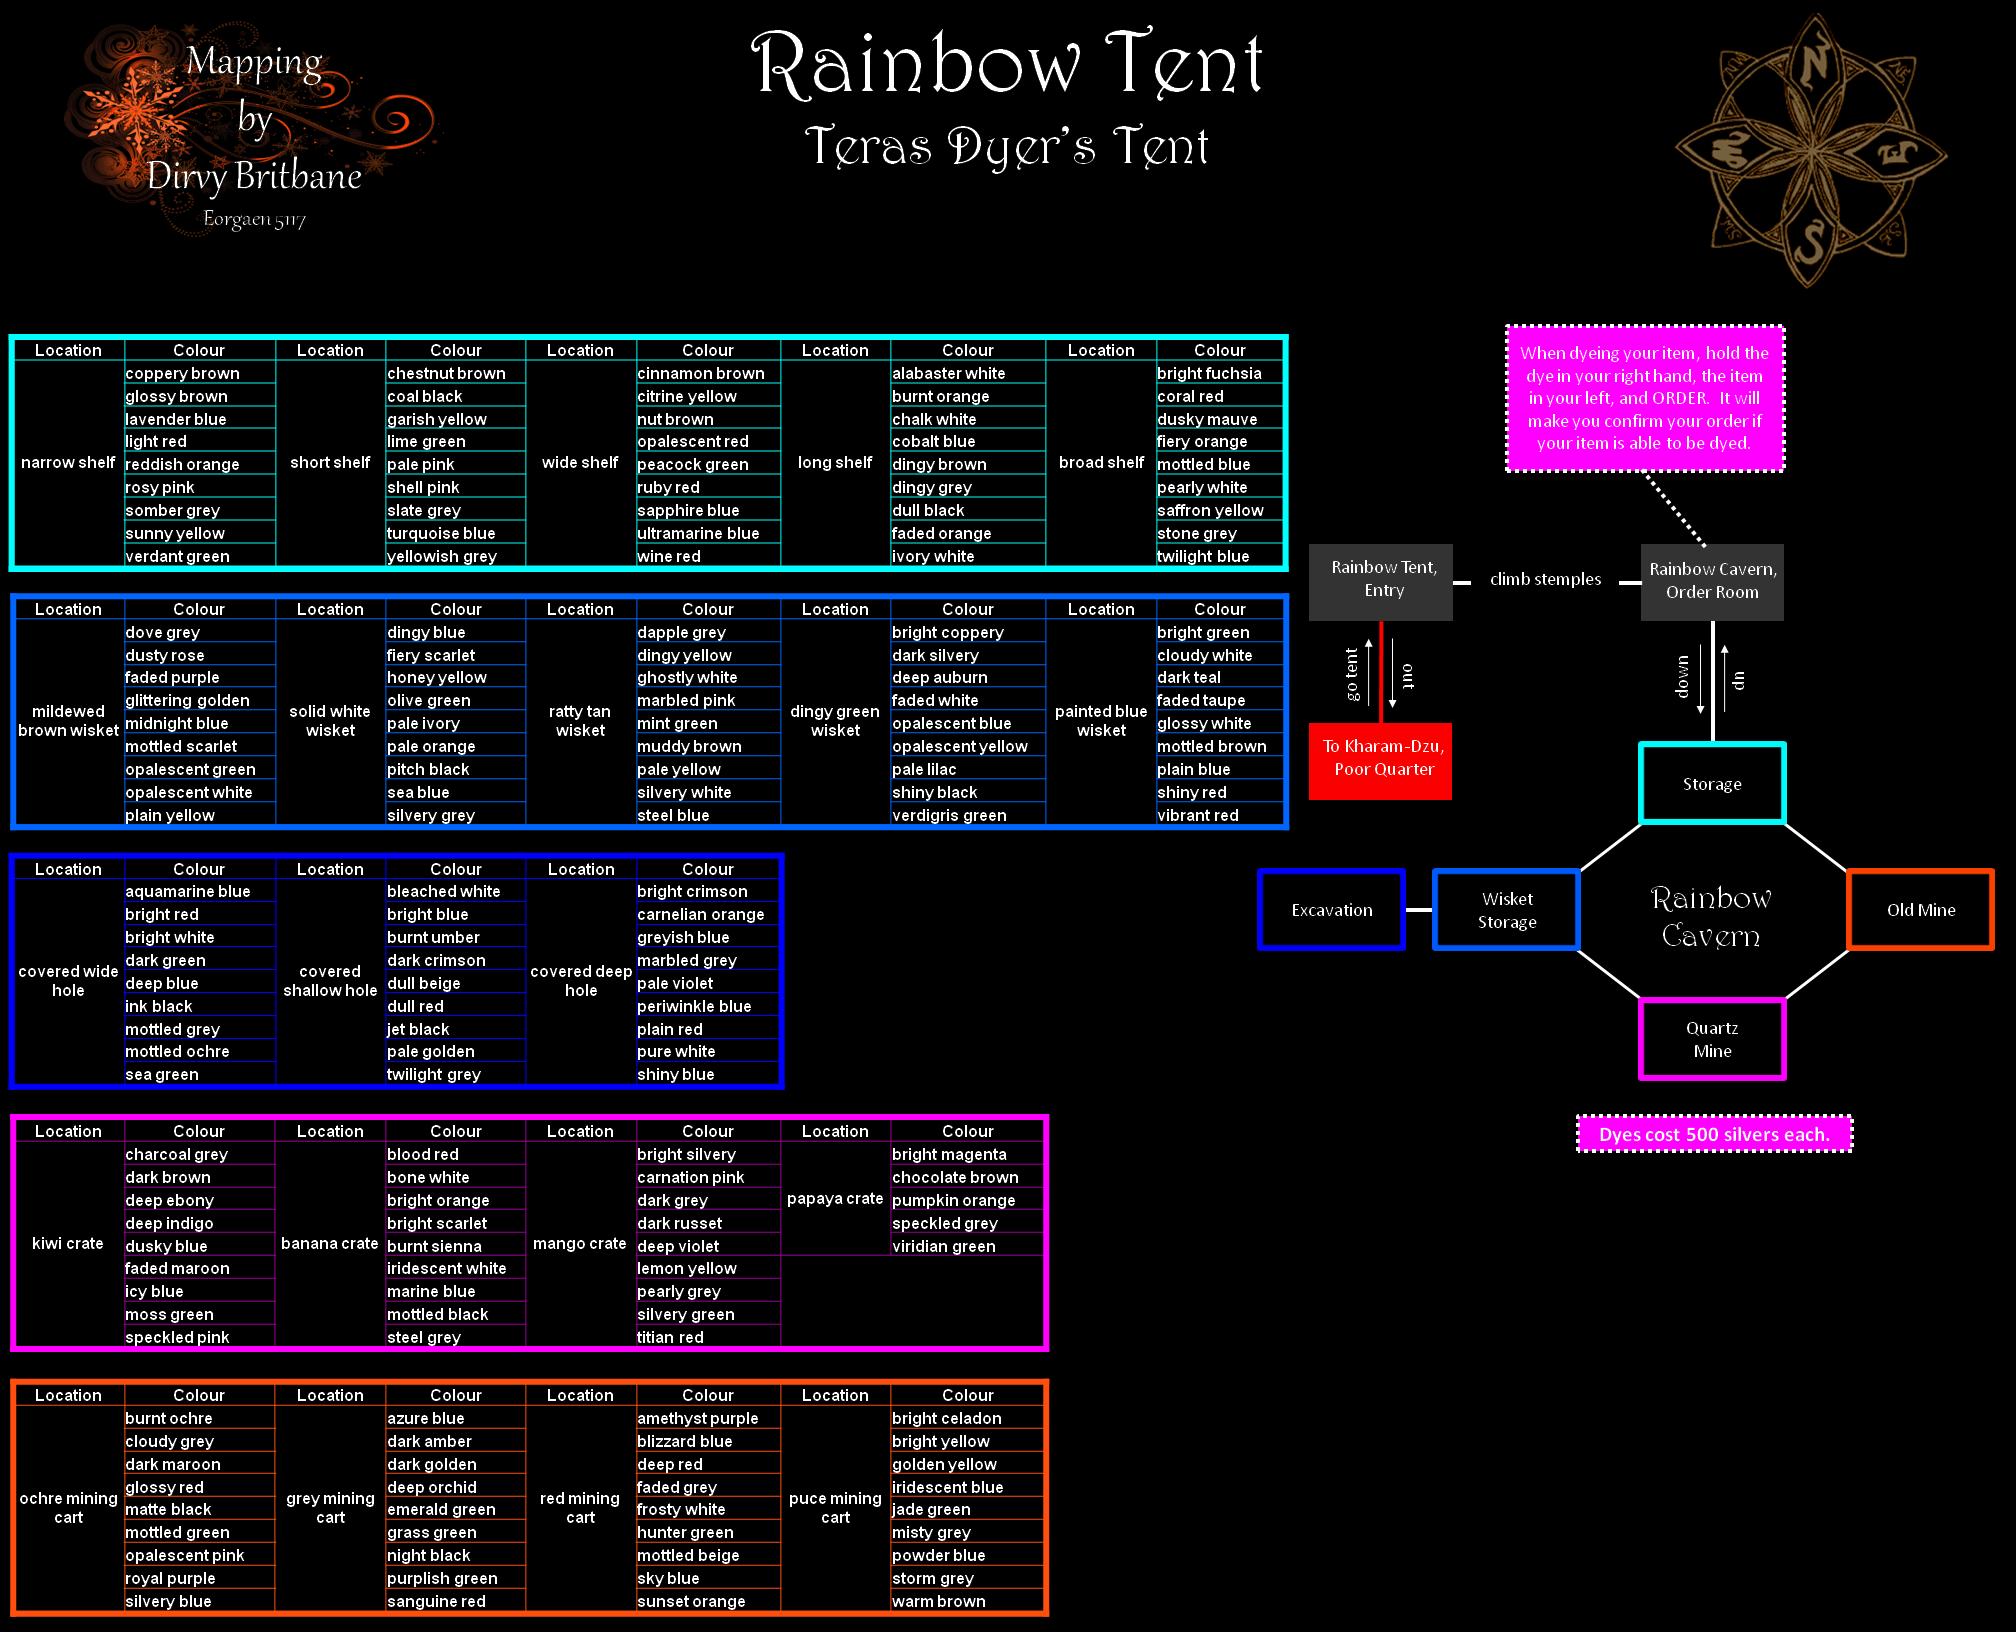 Mapping
by
Dirvy Britbane
Eorgaen 5117
Rainbow Tent
Teras Dyer's Tent
N
E
S
W
Location Colour Location Colour Location Colour Location Colour Location Colour
narrow shelf
coppery brown
glossy brown
lavender blue
light red
reddish orange
rosy pink
somber grey
sunny yellow
verdant green
short shelf
chestnut brown
coal black
garish yellow
lime green
pale pink
shell pink
slate grey
turquoise blue
yellowish grey
wide shelf
cinnamon brown
citrine yellow
nut brown
opalescent red
peacock green
ruby red
sapphire blue
ultramarine blue
wine red
long shelf
alabaster white
burnt orange
chalk white
cobalt blue
dingy brown
dingy grey
dull black
faded orange
ivory white
broad shelf
bright fuchsia
coral red
dusky mauve
fiery orange
mottled blue
pearly white
saffron yellow
stone grey
twilight blue
Location Colour Location Colour Location Colour Location Colour Location Colour
mildewed
brown wisket
dove grey
dusty rose
faded purple
glittering golden
midnight blue
mottled scarlet
opalescent green
opalescent white
plain yellow
solid white
wisket
dingy blue
fiery scarlet
honey yellow
olive green
pale ivory
pale orange
pitch black
sea blue
silvery grey
ratty tan
wisket
dapple grey
dingy yellow
ghostly white
marbled pink
mint green
muddy brown
pale yellow
silvery white
steel blue
dingy green
wisket
bright coppery
dark silvery
deep auburn
faded white
opalescent blue
opalescent yellow
pale lilac
shiny black
verdigris green
painted blue
wisket
bright green
cloudy white
dark teal
faded taupe
glossy white
mottled brown
plain blue
shiny red
vibrant red
Location Colour Location Colour Location Colour
covered wide
hole
aquamarine blue
bright red
bright white
dark green
deep blue
ink black
mottled grey
mottled ochre
sea green
covered
shallow hole
bleached white
bright blue
burnt umber
dark crimson
dull beige
dull red
jet black
pale golden
twilight grey
covered deep
hole
bright crimson
carnelian orange
greyish blue
marbled grey
pale violet
periwinkle blue
plain red
pure white
shiny blue
Location Colour Location Colour Location Colour Location Colour
kiwi crate
charcoal grey
dark brown
deep ebony
deep indigo
dusky blue
faded maroon
icy blue
moss green
speckled pink
banana crate
blood red
bone white
bright orange
bright scarlet
burnt sienna
iridescent white
marine blue
mottled black
steel grey
mango crate
bright silvery
carnation pink
dark grey
dark russet
deep violet
lemon yellow
pearly grey
silvery green
titian red
papaya crate
bright magenta
chocolate brown
pumpkin orange
speckled grey
viridian green
Location Colour Location Colour Location Colour Location Colour
ochre mining
cart
burnt ochre
cloudy grey
dark maroon
glossy red
matte black
mottled green
opalescent pink
royal purple
silvery blue
grey mining
cart
azure blue
dark amber
dark golden
deep orchid
emerald green
grass green
night black
purplish green
sanguine red
red mining
cart
amethyst purple
blizzard blue
deep red
faded grey
frosty white
hunter green
mottled beige
sky blue
sunset orange
puce mining
cart
bright celadon
bright yellow
golden yellow
iridescent blue
jade green
misty grey
powder blue
storm grey
warm brown
When dyeing your item, hold the
dye in your right hand, the item
in your left, and ORDER. It will
make you confirm your order if
your item is able to be dyed.
Rainbow Tent,
Entry
climb stemples
Rainbow Cavern,
Order Room
go tent
out
down
up
To Kharam-Dzu,
Poor Quarter
Storage
Excavation
Wisket
Storage
Rainbow
Cavern
Old Mine
Quartz
Mine
Dyes cost 500 silvers each.